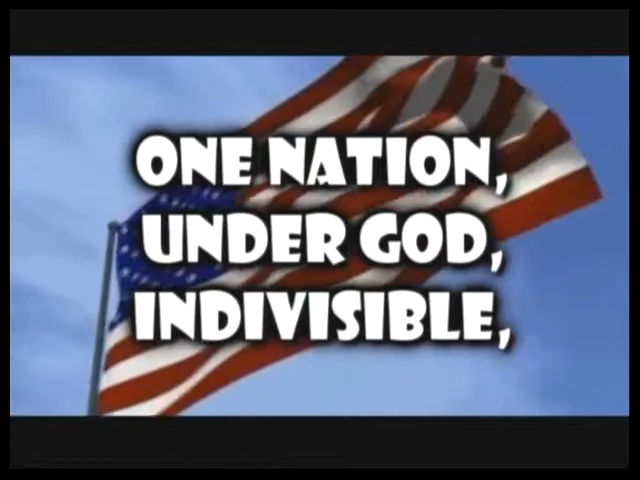 ONE NATION,
UNDER GOD,
INDIVISIBLE,